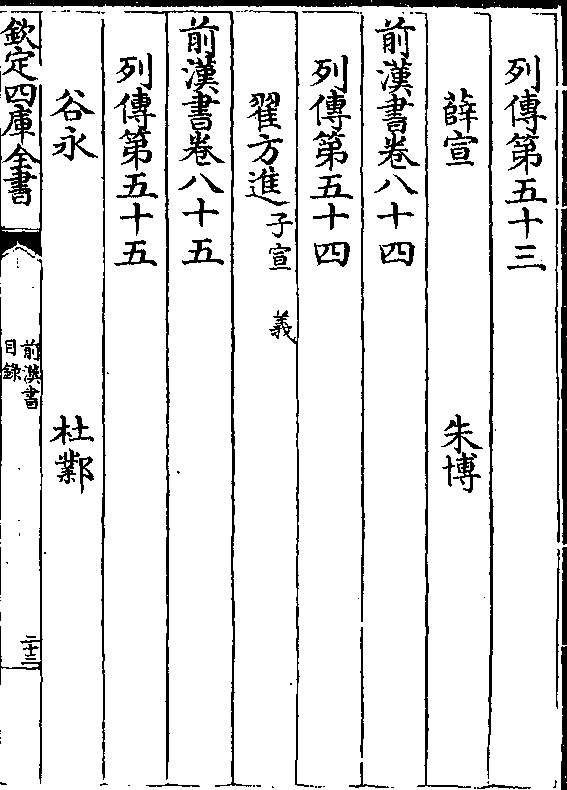 列傳第五十三
薛宣　朱博
前漢書卷八十四
列傳第五十四
翟方進子宣　義
前漢書卷八十五
列傳第五十五
谷永　杜鄴
欽定四庫全書
前漢書
目錄
二十三